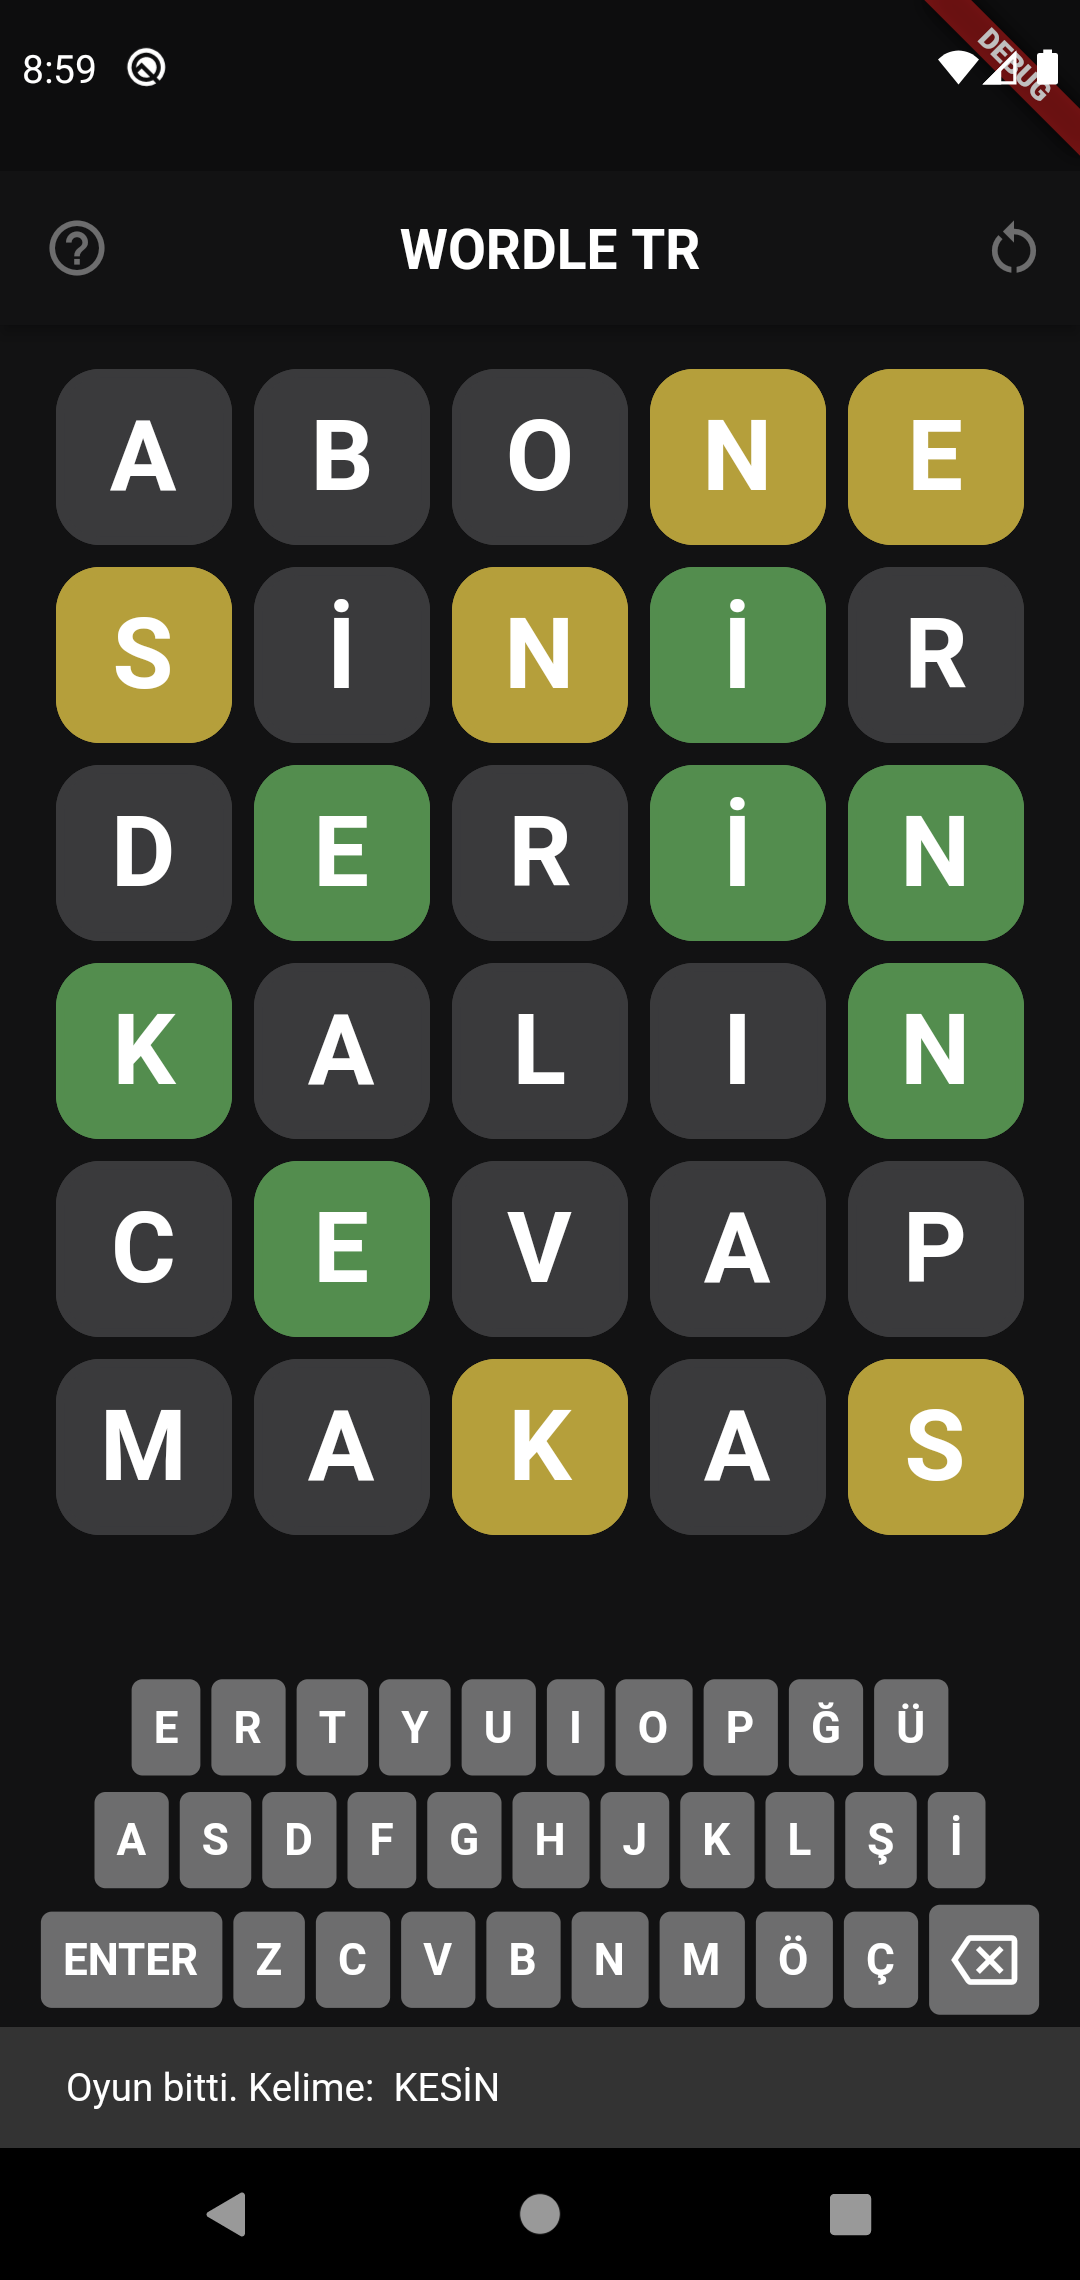 8:59
DEBUG
WORDLE TR
A B O N E
S İ N İ R
D E R İ N
K A L I N
C E V A P
M A K A S
E R T Y U I O P Ğ Ü
A S D F G H J K L Ş İ
ENTER Z C V B N M Ö Ç
Oyun bitti. Kelime: KESİN